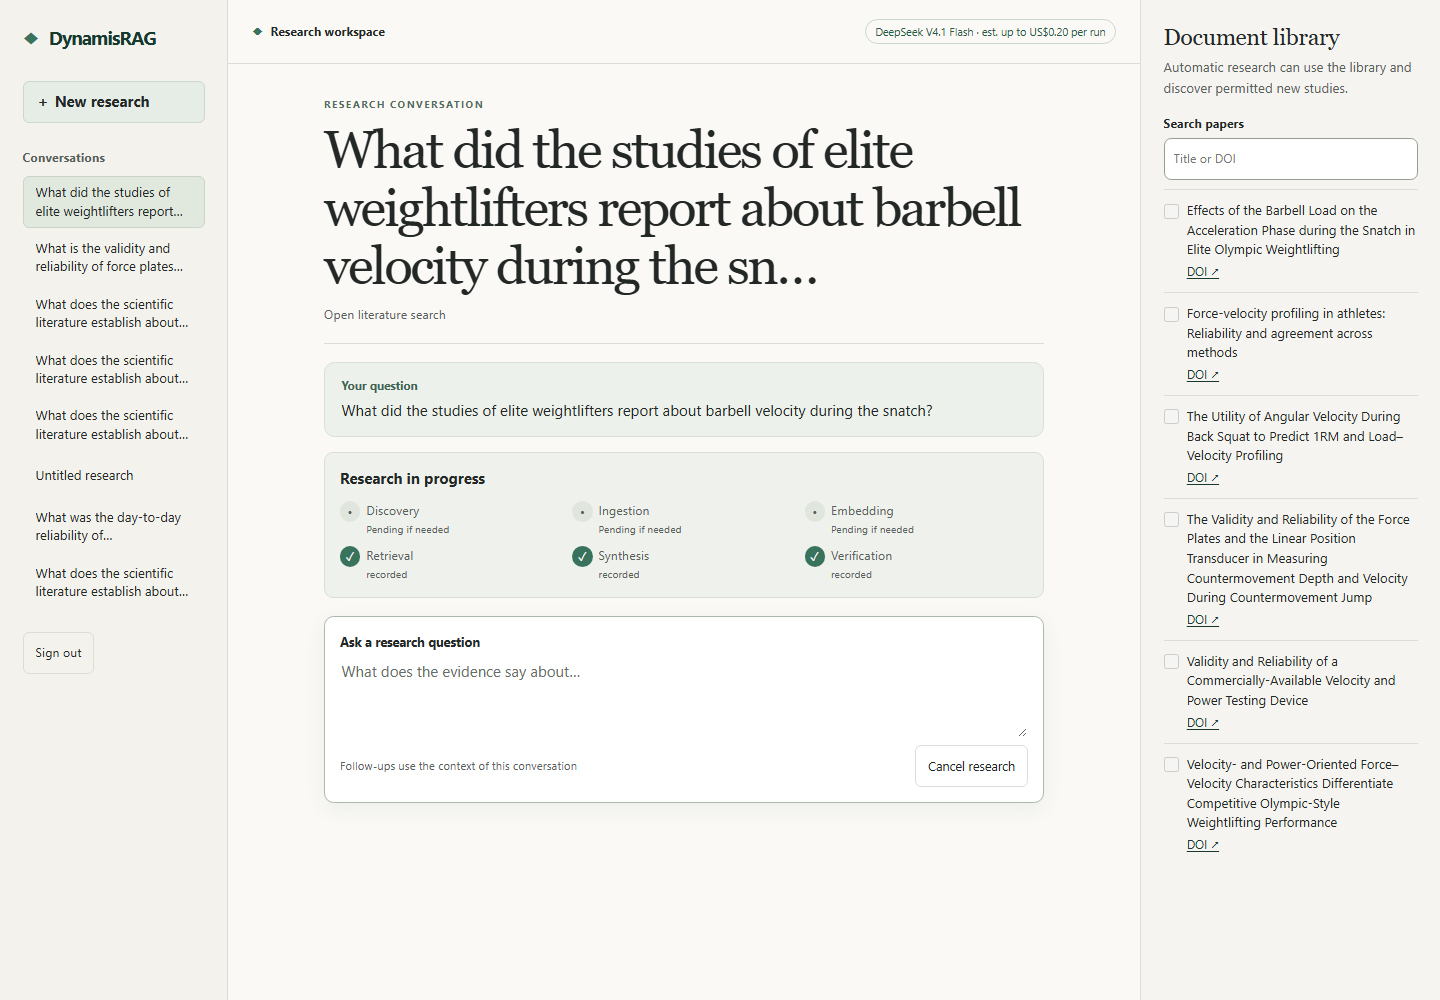 DynamisRAG
+ New research
Conversations
What did the studies of
elite weightlifters report...
What is the validity and
reliability of force plates...
What does the scientific
literature establish about...
What does the scientific
literature establish about...
What does the scientific
literature establish about...
Untitled research
What was the day-to-day
reliability of...
What does the scientific
literature establish about...
Sign out
Research workspace
DeepSeek V4.1 Flash · est. up to US$0.20 per run
RESEARCH CONVERSATION
What did the studies of elite
weightlifters report about barbell
velocity during the sn...
Open literature search
Your question
What did the studies of elite weightlifters report about barbell velocity during the snatch?
Research in progress
Discovery
Pending if needed
Ingestion
Pending if needed
Embedding
Pending if needed
Retrieval
recorded
Synthesis
recorded
Verification
recorded
Ask a research question
What does the evidence say about...
Follow-ups use the context of this conversation
Cancel research
Document library
Automatic research can use the library and
discover permitted new studies.
Search papers
Title or DOI
Effects of the Barbell Load on the
Acceleration Phase during the Snatch in
Elite Olympic Weightlifting
DOI ↗
Force-velocity profiling in athletes:
Reliability and agreement across
methods
DOI ↗
The Utility of Angular Velocity During
Back Squat to Predict 1RM and Load–
Velocity Profiling
DOI ↗
The Validity and Reliability of the Force
Plates and the Linear Position
Transducer in Measuring
Countermovement Depth and Velocity
During Countermovement Jump
DOI ↗
Validity and Reliability of a
Commercially-Available Velocity and
Power Testing Device
DOI ↗
Velocity- and Power-Oriented Force–
Velocity Characteristics Differentiate
Competitive Olympic-Style
Weightlifting Performance
DOI ↗